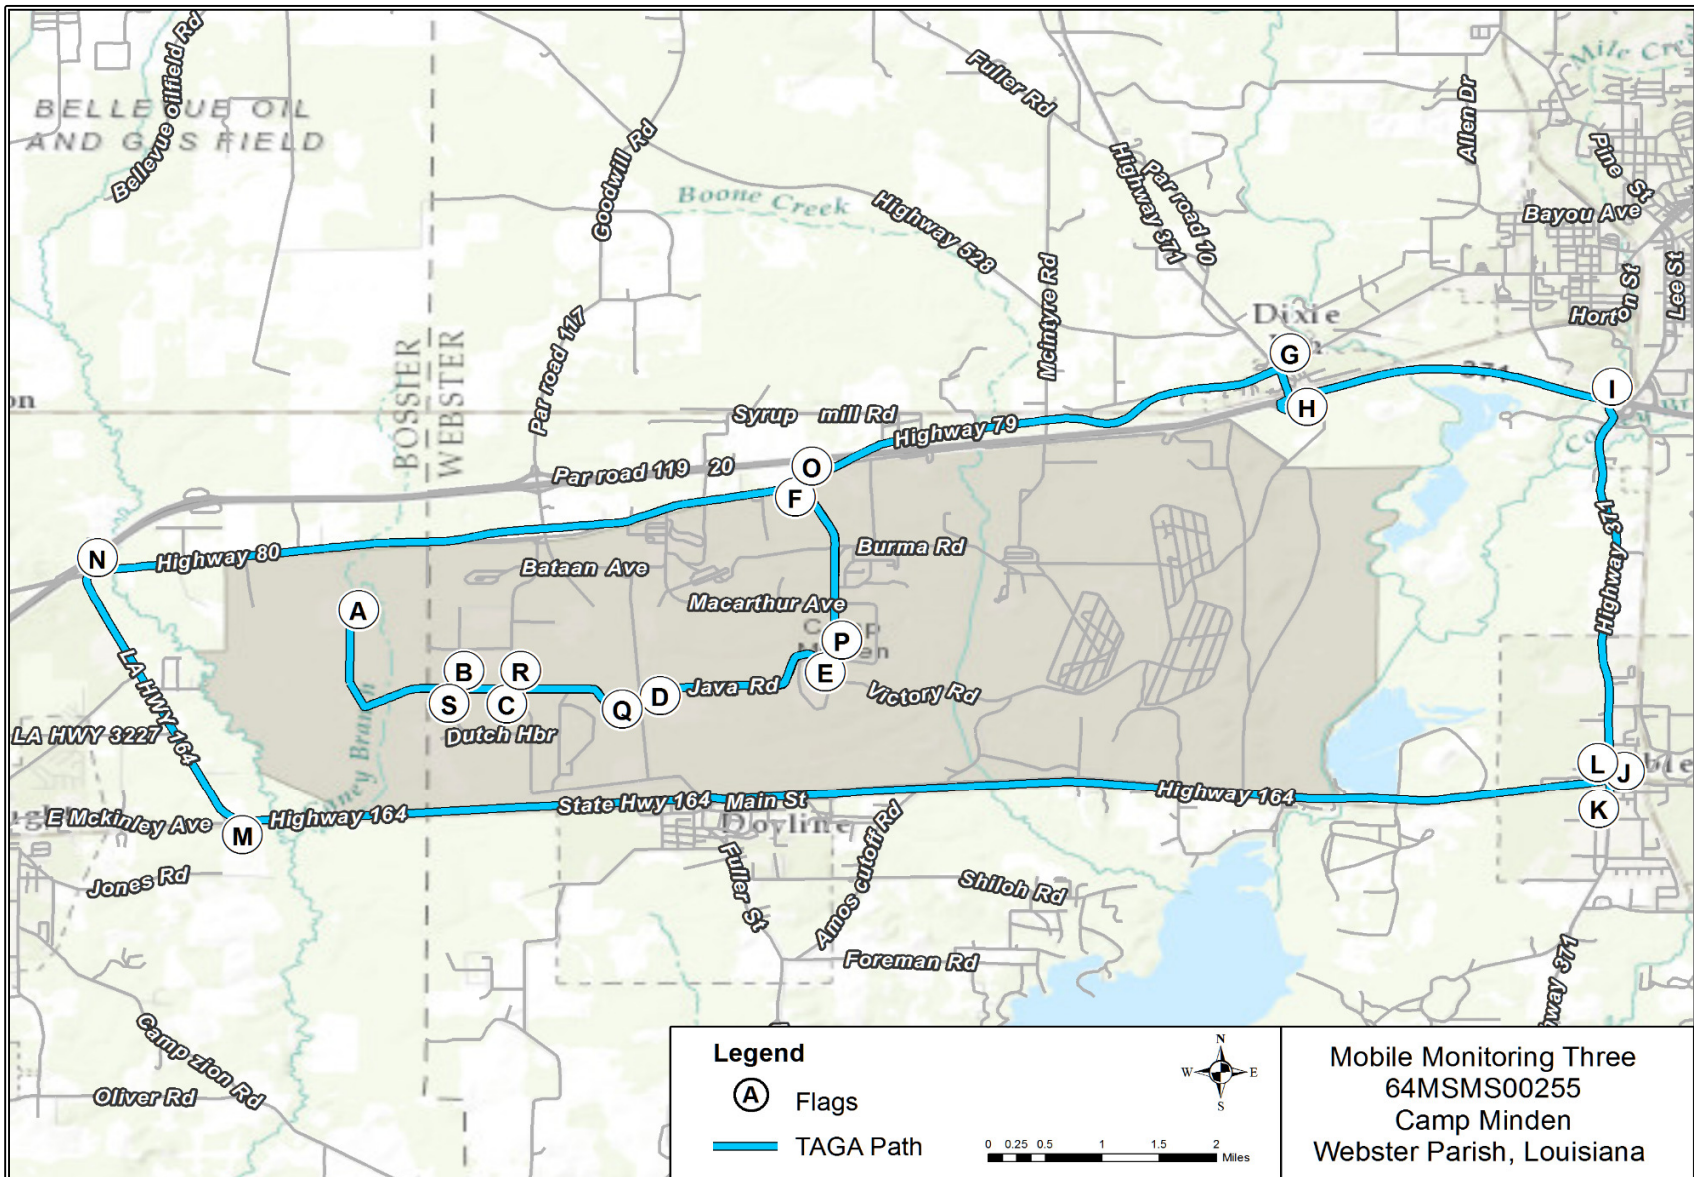 Bellevue oilfield Rd
BELLEVUE OIL
AND GAS FIELD
Goodwill Rd
Boone Creek
Highway 528
Fuller Rd
Par road 10
Highway 371
Allen Dr
Mile Cree
Pine St
Bayou Ave
Horton St
Lee St
Mcintyre Rd
Par road 117
BOSSIER
WEBSTER
Dixie
G
I
H
371
on
Syrup mill Rd
Highway 79
Par road 119 20
O
F
N
Highway 80
Bataan Ave
Burma Rd
Macarthur Ave
Highway 371
A
P
E
B
R
S
C
Q
D
Java Rd
Victory Rd
Dutch Hbr
LA HWY 164
LA HWY 3227
L
J
K
E Mckinley Ave
M
Highway 164
State Hwy 164
Main St
Highway 164
Doyline
Jones Rd
Fuller St
Amos cutoff Rd
Shiloh Rd
Foreman Rd
hway 371
Camp zion Rd
Oliver Rd
Legend
A Flags
TAGA Path
N
W E
S
0 0.25 0.5 1 1.5 2
Miles
Mobile Monitoring Three
64MSMS00255
Camp Minden
Webster Parish, Louisiana